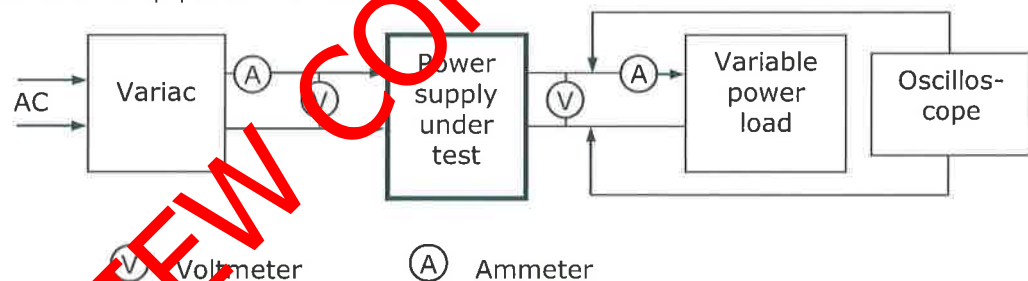 AC
Variac
A
V
Power
supply
under
test
V
A
Variable
power
load
Oscillos-
cope
V Voltmeter
A Ammeter